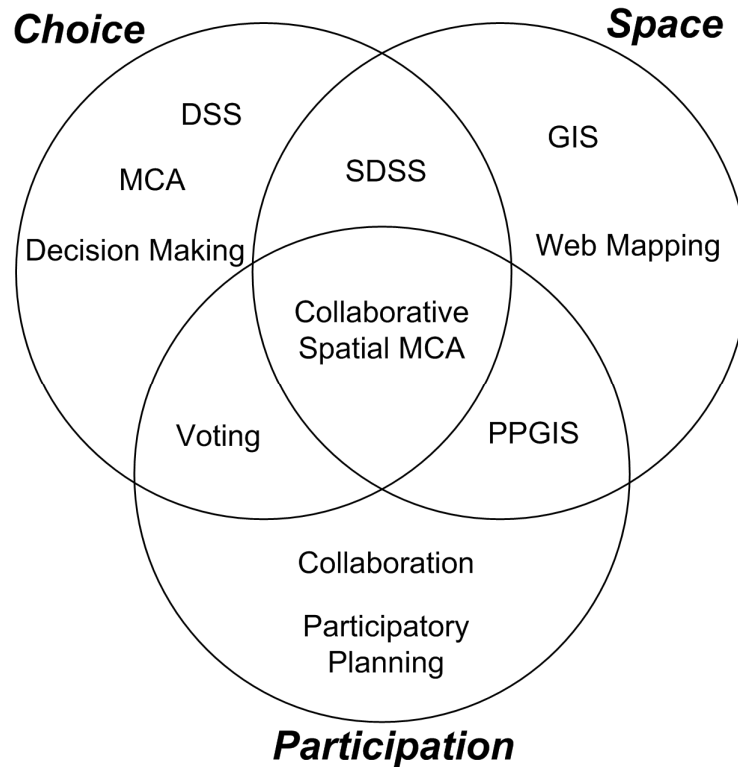 Choice
Space
DSS
GIS
SDSS
MCA
Decision Making
Web Mapping
Collaborative
Spatial MCA
Voting
PPGIS
Collaboration
Participatory
Planning
Participation